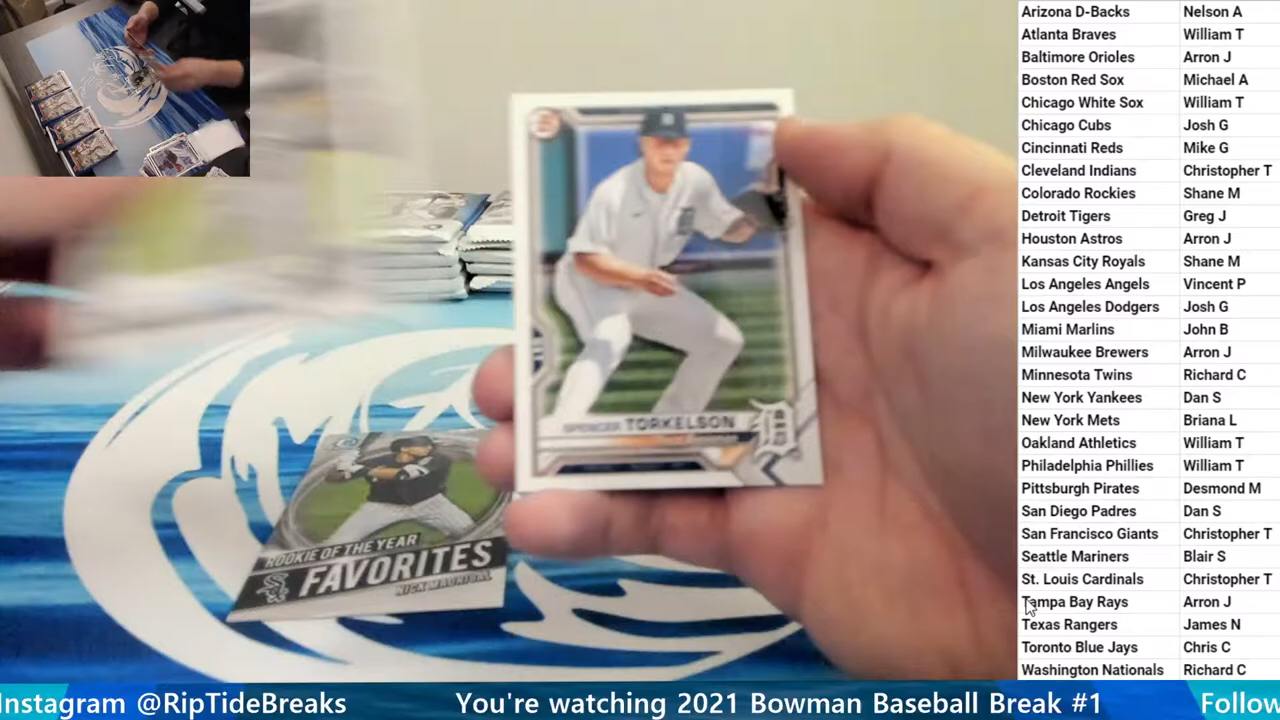 SPENCER TORKELSON
ROOKIE OF THE YEAR
FAVORITES
NICK MADRIGAL
Arizona D-Backs Nelson A
Atlanta Braves William T
Baltimore Orioles Arron J
Boston Red Sox Michael A
Chicago White Sox William T
Chicago Cubs Josh G
Cincinnati Reds Mike G
Cleveland Indians Christopher T
Colorado Rockies Shane M
Detroit Tigers Greg J
Houston Astros Arron J
Kansas City Royals Shane M
Los Angeles Angels Vincent P
Los Angeles Dodgers Josh G
Miami Marlins John B
Milwaukee Brewers Arron J
Minnesota Twins Richard C
New York Yankees Dan S
New York Mets Briana L
Oakland Athletics William T
Philadelphia Phillies William T
Pittsburgh Pirates Desmond M
San Diego Padres Dan S
San Francisco Giants Christopher T
Seattle Mariners Blair S
St. Louis Cardinals Christopher T
Tampa Bay Rays Arron J
Texas Rangers James N
Toronto Blue Jays Chris C
Washington Nationals Richard C
Instagram @RipTideBreaks You're watching 2021 Bowman Baseball Break #1 Follow